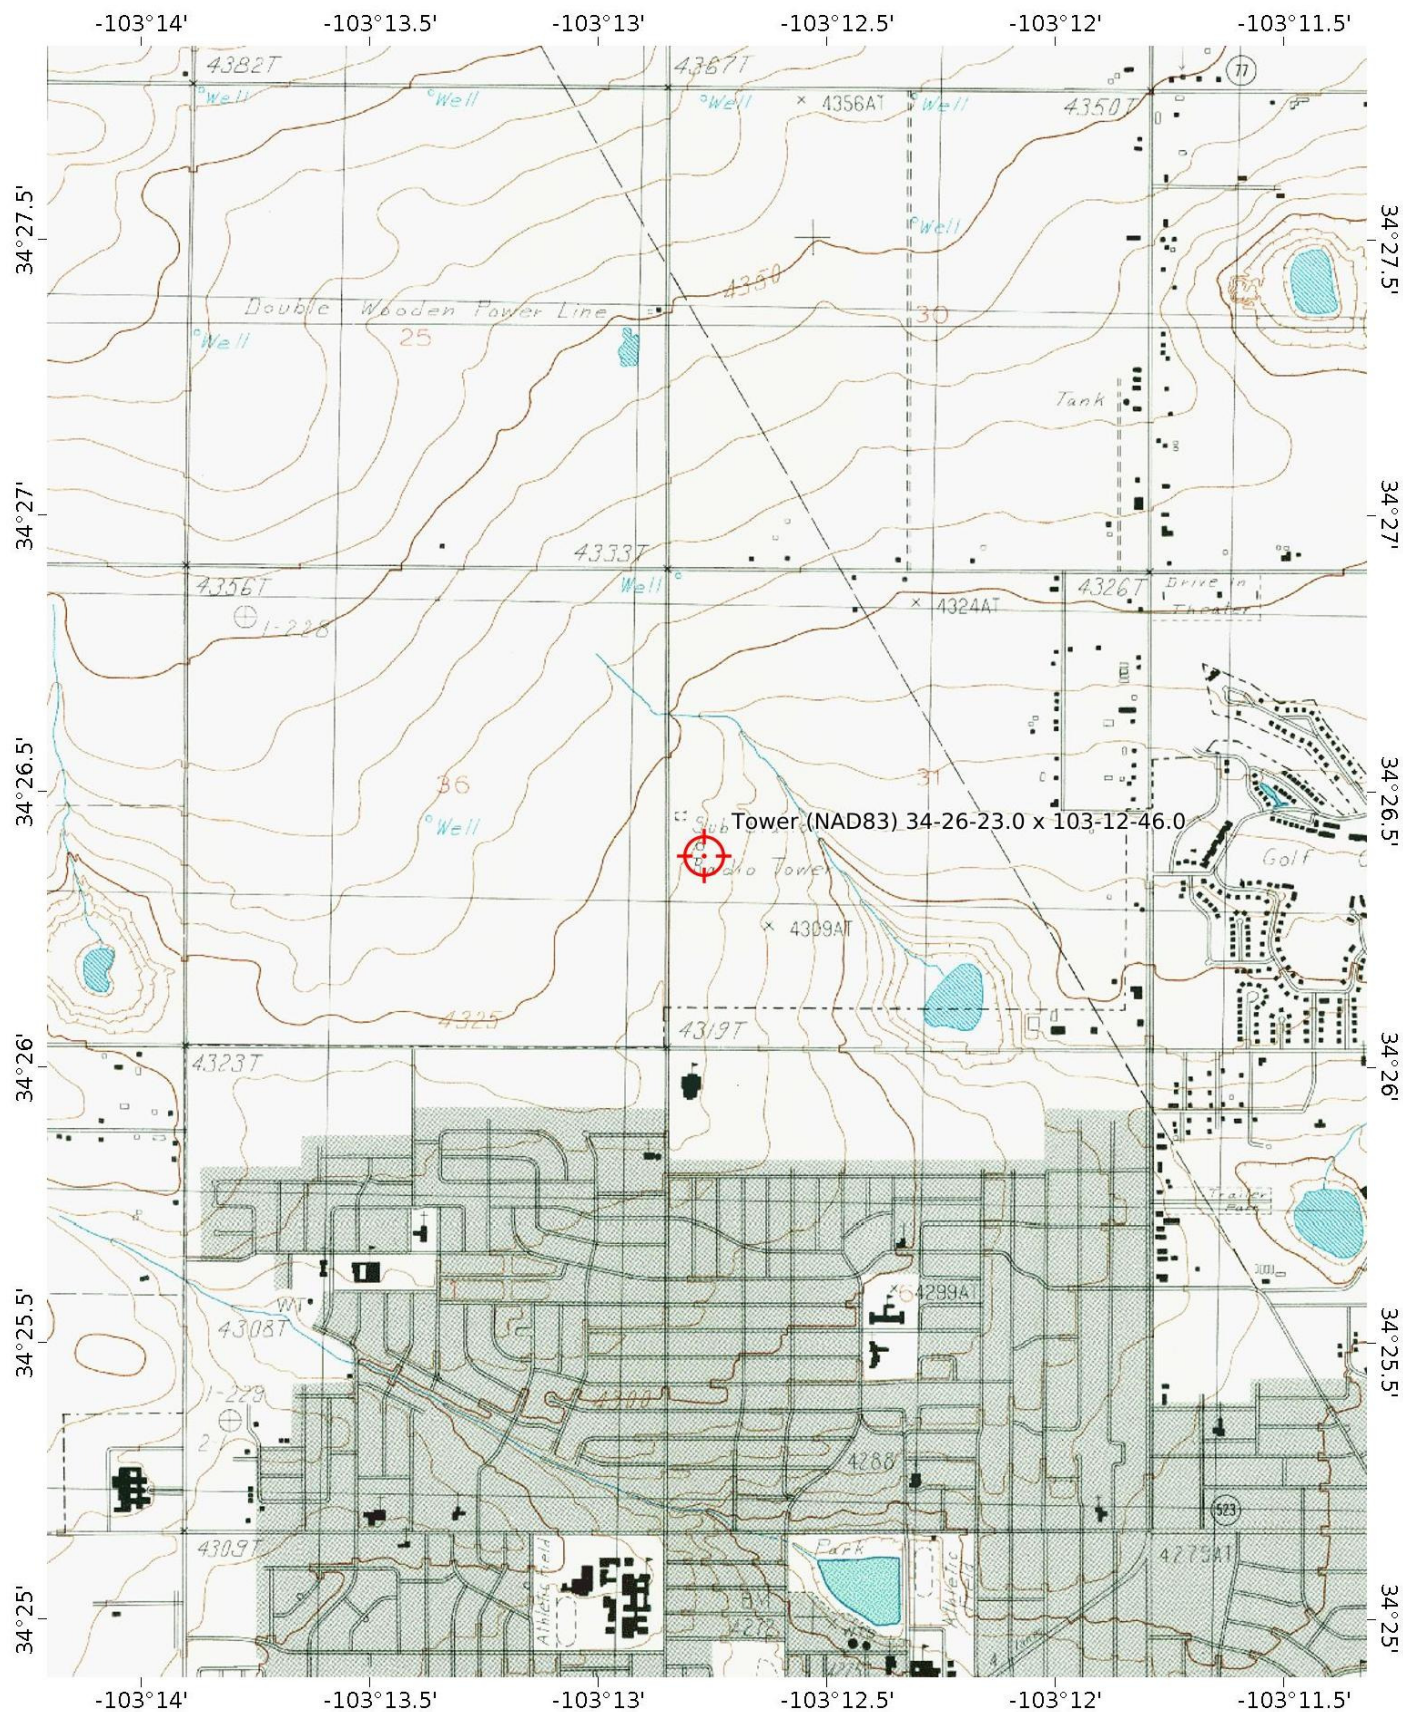 -103°14'
-103°13.5'
-103°13'
-103°12.5'
-103°12'
-103°11.5'
4382T
4367T
77
Well
Well
Well
4356AT
Well
4350T
34°27.5'
34°27.5'
Well
4350
Double Wooden Power Line
30
25
Well
Tank
34°27'
34°27'
4333T
Well
4356T
4326T
Drive in
Theater
4324AT
1-228
34°26.5'
34°26.5'
36
31
Well
Tower (NAD83) 34-26-23.0 x 103-12-46.0
Golf
Radio Tower
4309AT
4325
4319T
34°26'
34°26'
4323T
Trailer
Park
WT
4299A
34°25.5'
34°25.5'
4308T
1-229
4300
4288
523
4309T
Park
4279AT
Athletic Field
Athletic
Field
34°25'
34°25'
BM
4272
-103°14'
-103°13.5'
-103°13'
-103°12.5'
-103°12'
-103°11.5'